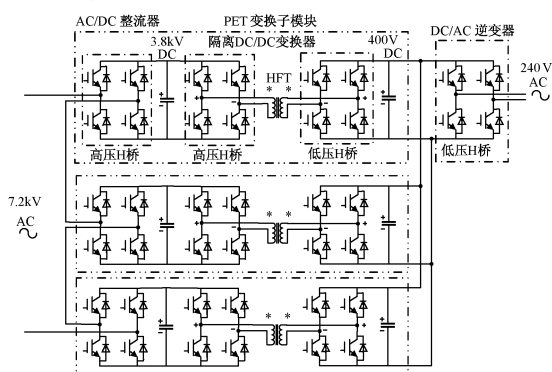 AC/DC 整流器
PET 变换子模块
DC/AC 逆变器
3.8kV
DC
隔离DC/DC变换器
400V
DC
HFT
* *
240 V
AC
高压H桥
高压H桥
低压H桥
低压H桥
7.2kV
AC
* *
* *